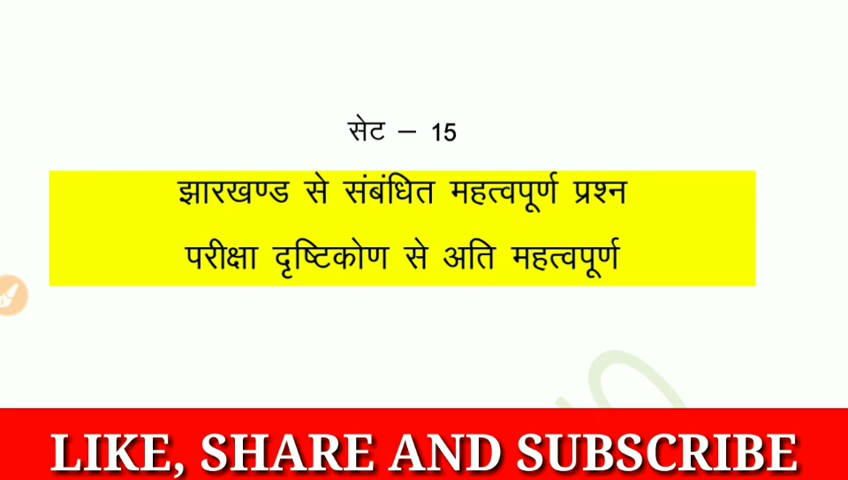 सेट – 15
झारखण्ड से संबंधित महत्वपूर्ण प्रश्न
परीक्षा दृष्टिकोण से अति महत्वपूर्ण
LIKE, SHARE AND SUBSCRIBE